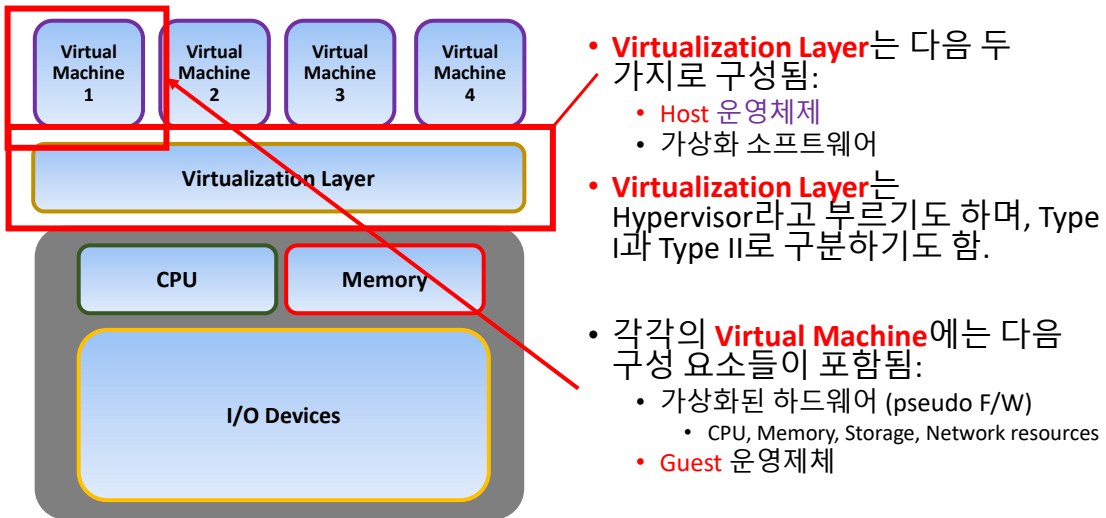 Virtual
Machine
1
Virtual
Machine
2
Virtual
Machine
3
Virtual
Machine
4
Virtualization Layer
CPU
Memory
I/O Devices
• Virtualization Layer는 다음 두
가지로 구성됨:
• Host 운영체제
• 가상화 소프트웨어
• Virtualization Layer는
Hypervisor라고 부르기도 하며, Type
I과 Type II로 구분하기도 함.
• 각각의 Virtual Machine에는 다음
구성 요소들이 포함됨:
• 가상화된 하드웨어 (pseudo F/W)
• CPU, Memory, Storage, Network resources
• Guest 운영제체